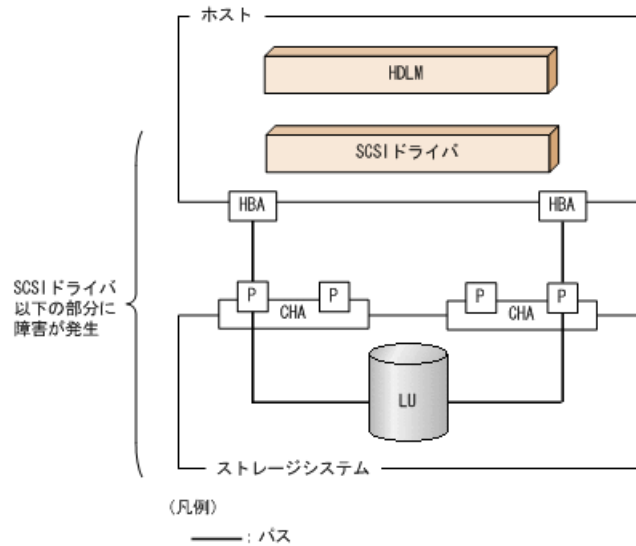 ホスト
HDLM
SCSIドライバ
HBA
HBA
SCSIドライバ
以下の部分に
障害が発生
P
P
P
P
CHA
CHA
LU
ストレージシステム
(凡例)
: パス